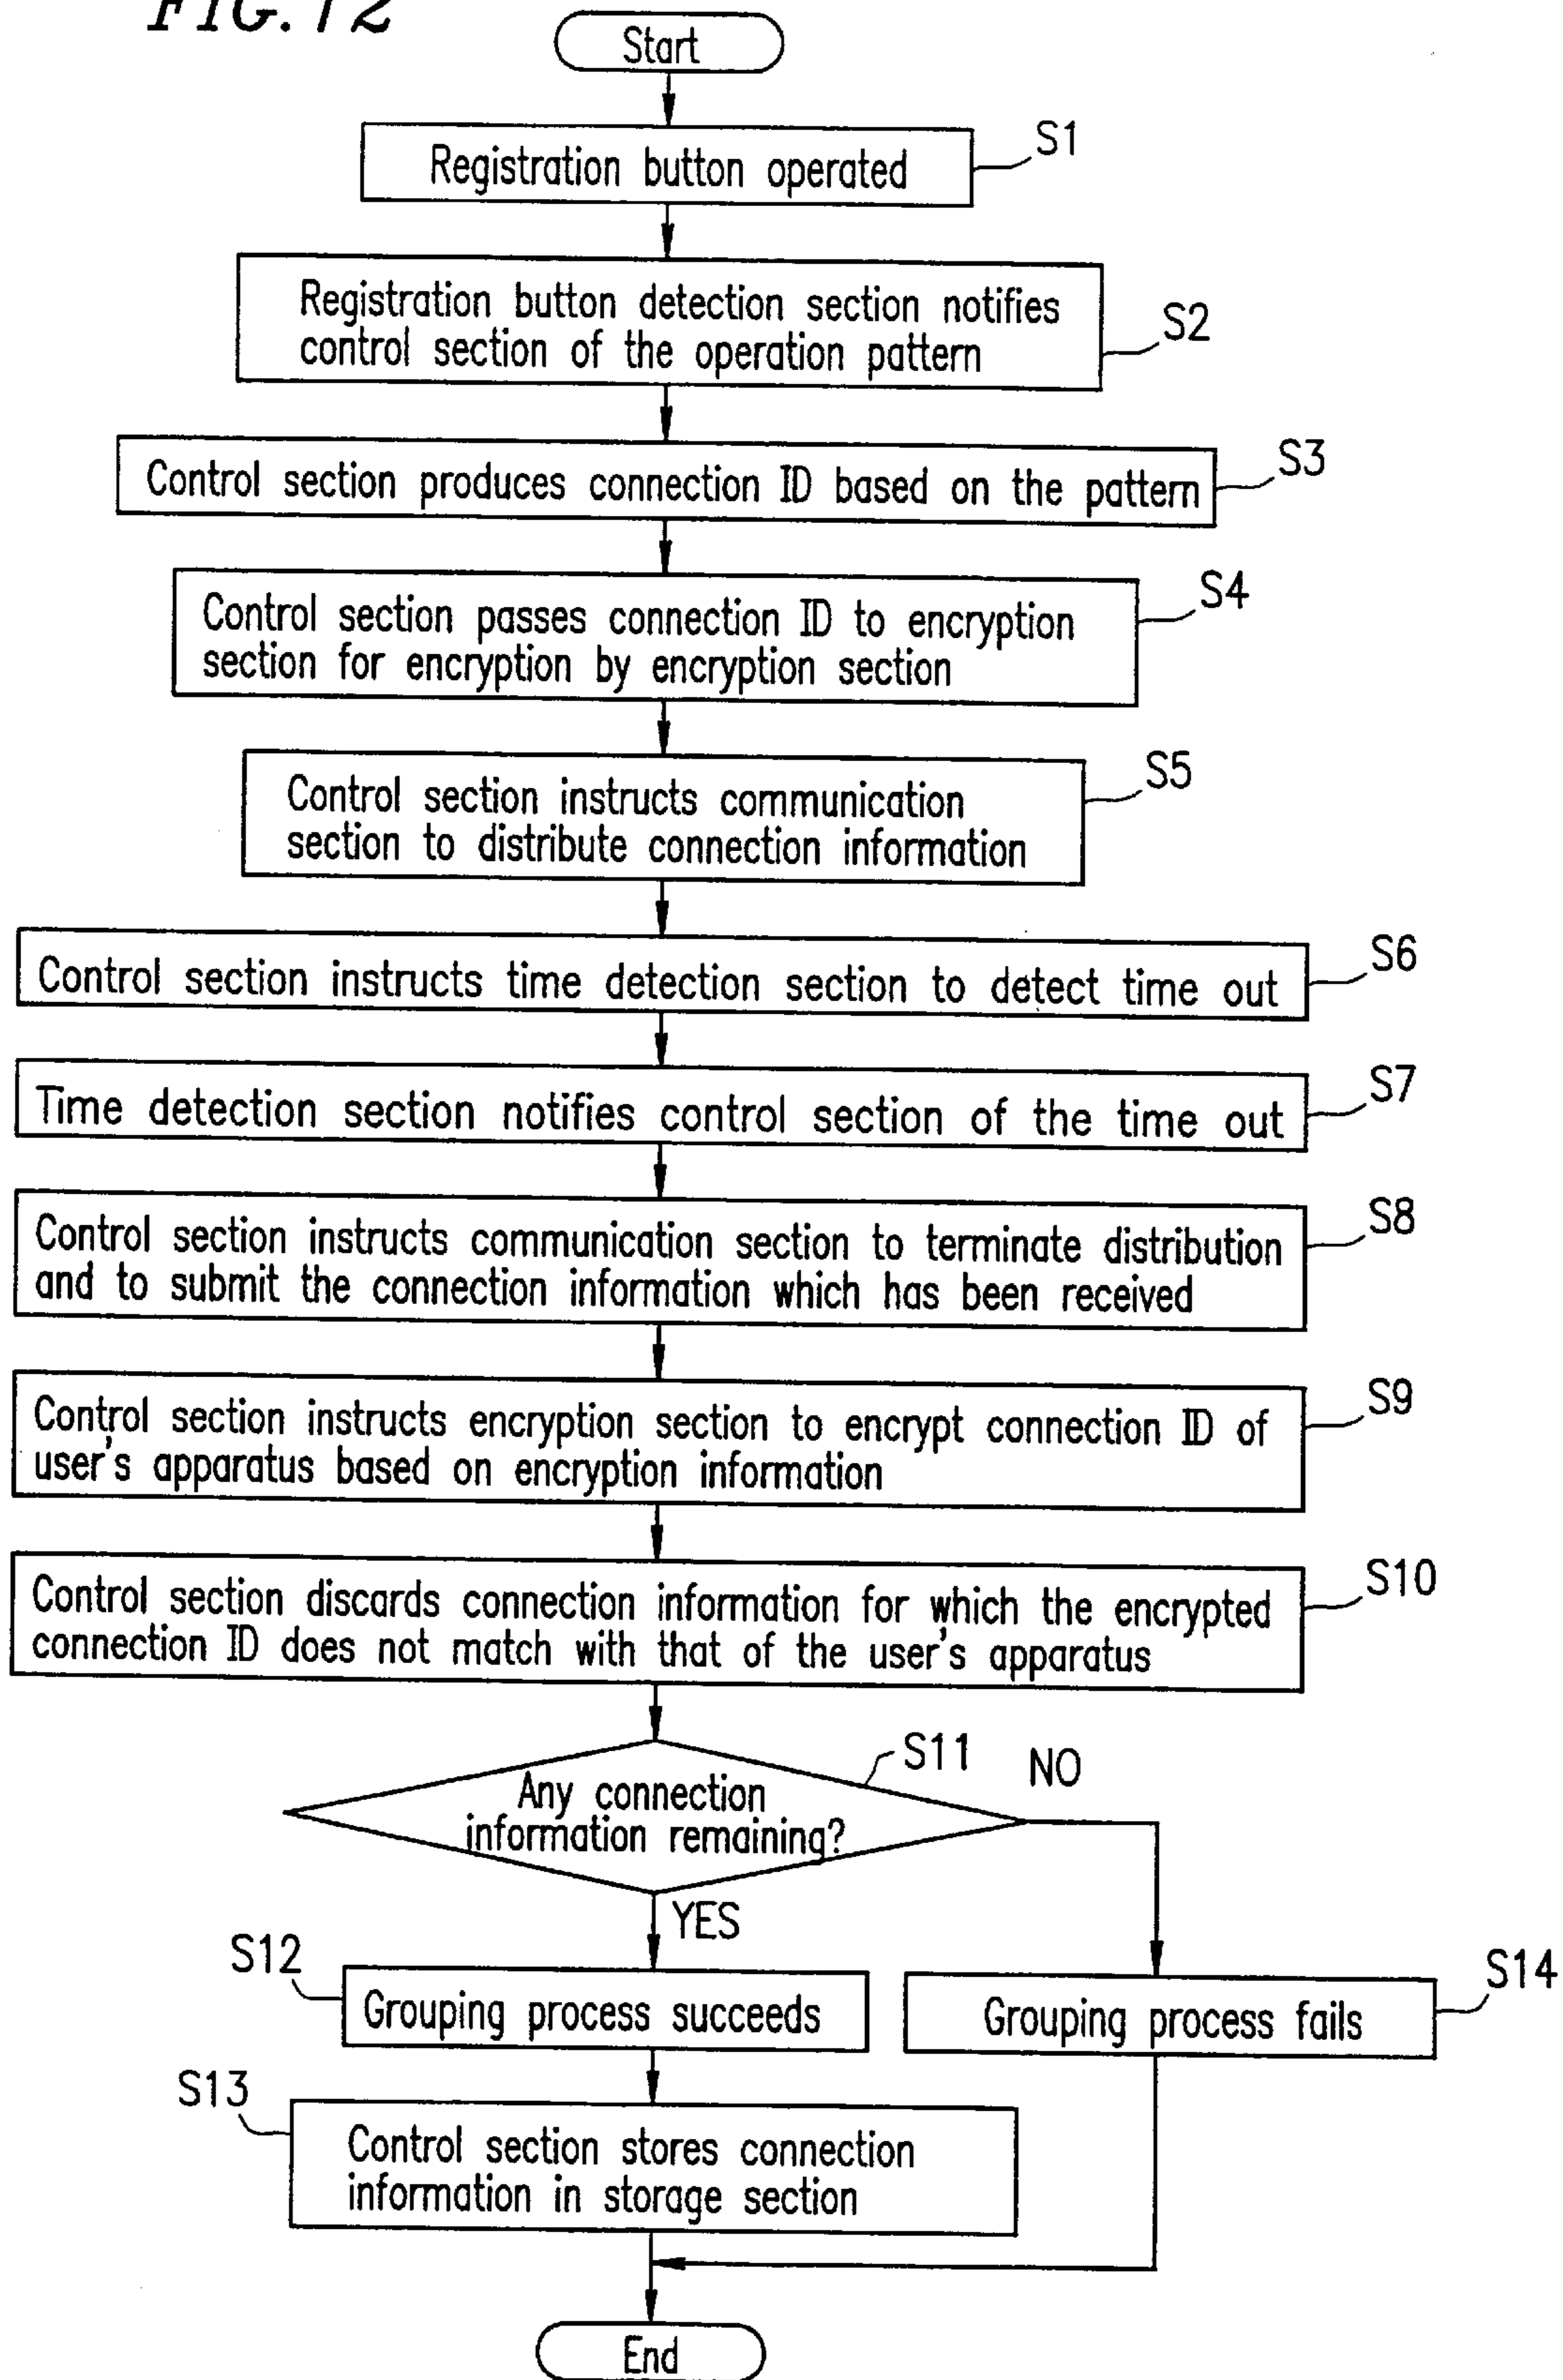 FIG. 12
Start
Registration button operated
S1
Registration button detection section notifies
control section of the operation pattern
S2
Control section produces connection ID based on the pattern
S3
Control section passes connection ID to encryption
section for encryption by encryption section
S4
Control section instructs communication
section to distribute connection information
S5
Control section instructs time detection section to detect time out
S6
Time detection section notifies control section of the time out
S7
Control section instructs communication section to terminate distribution
and to submit the connection information which has been received
S8
Control section instructs encryption section to encrypt connection ID of
user's apparatus based on encryption information
S9
Control section discards connection information for which the encrypted
connection ID does not match with that of the user's apparatus
S10
Any connection
information remaining?
S11
NO
YES
S12
Grouping process succeeds
Grouping process fails
S14
S13
Control section stores connection
information in storage section
End